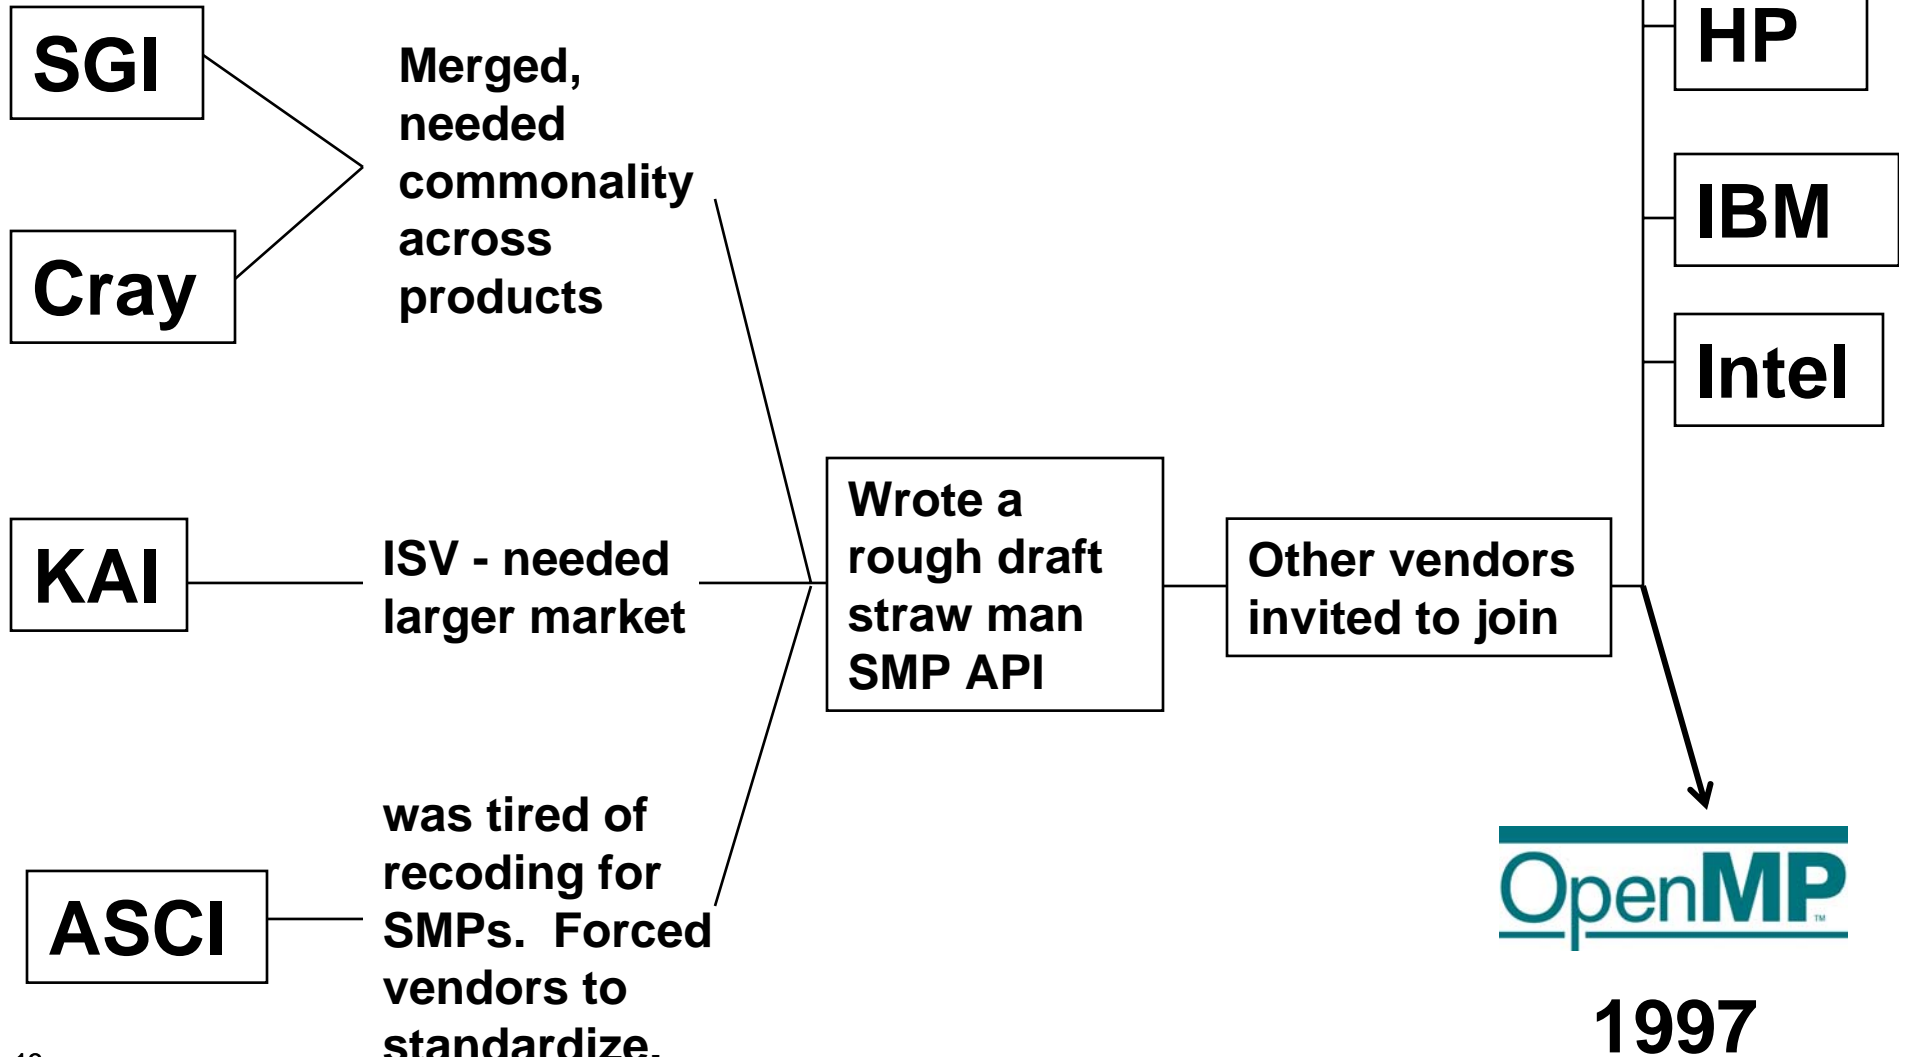 SGI
Merged,
needed
commonality
across
products
Cray
HP
IBM
Intel
KAI
ISV - needed
larger market
Wrote a
rough draft
straw man
SMP API
Other vendors
invited to join
ASCI
was tired of
recoding for
SMPs.  Forced
vendors to
standardize.
OpenMP™
1997